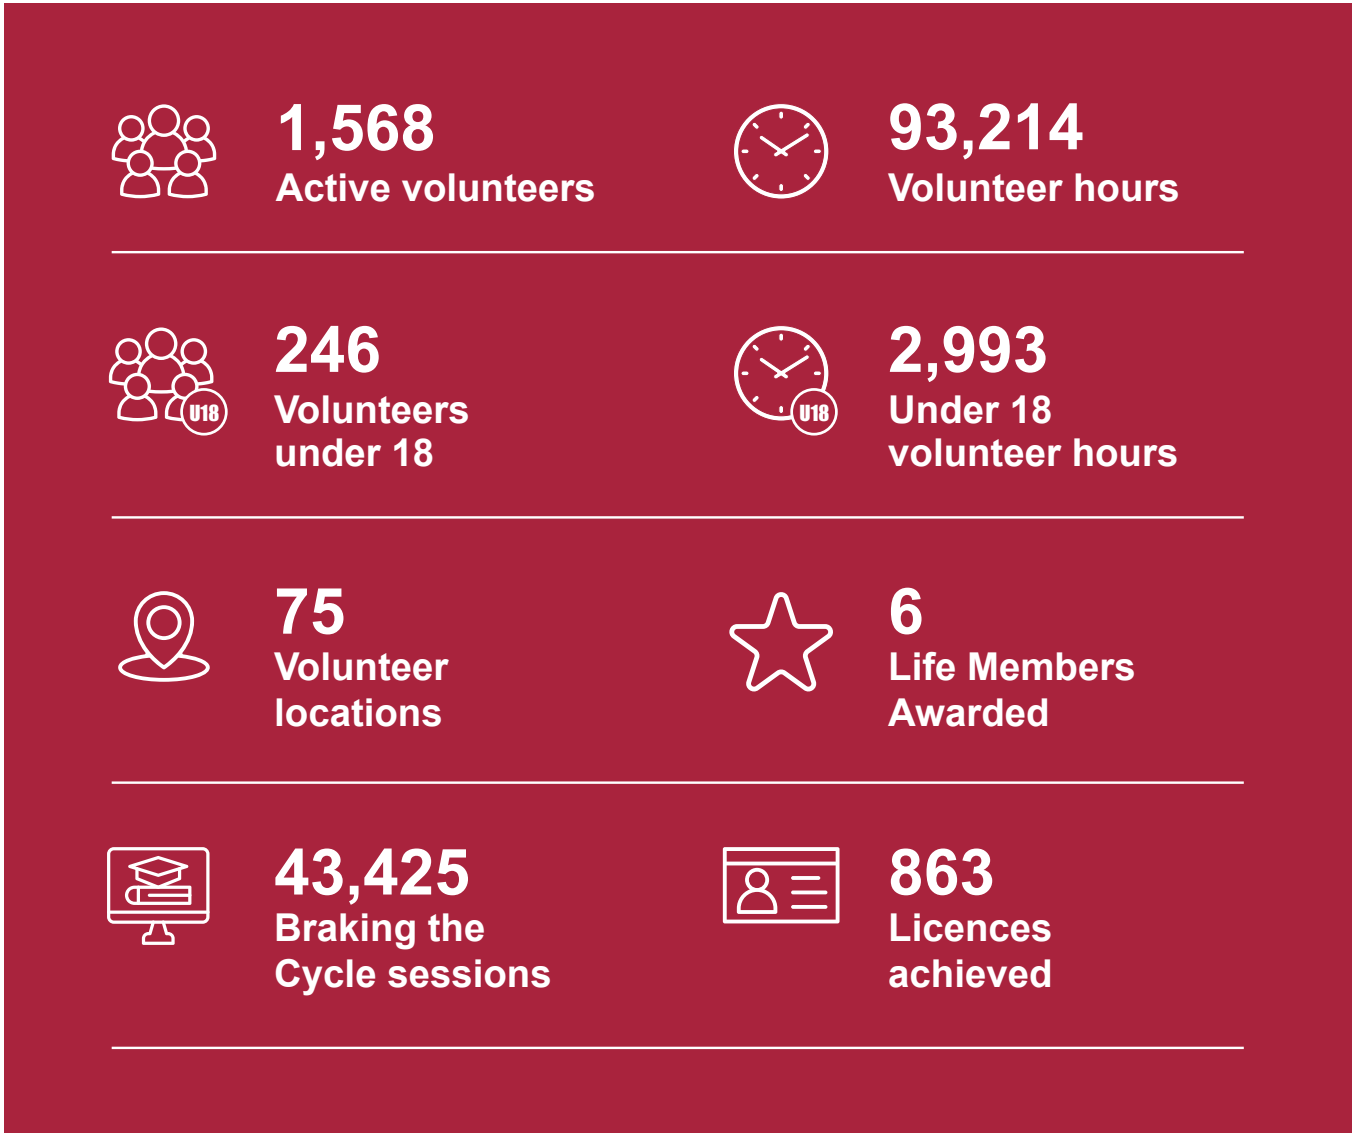 1,568
Active volunteers
93,214
Volunteer hours
U18
246
Volunteers
under 18
U18
2,993
Under 18
volunteer hours
75
Volunteer
locations
6
Life Members
Awarded
43,425
Braking the
Cycle sessions
863
Licences
achieved